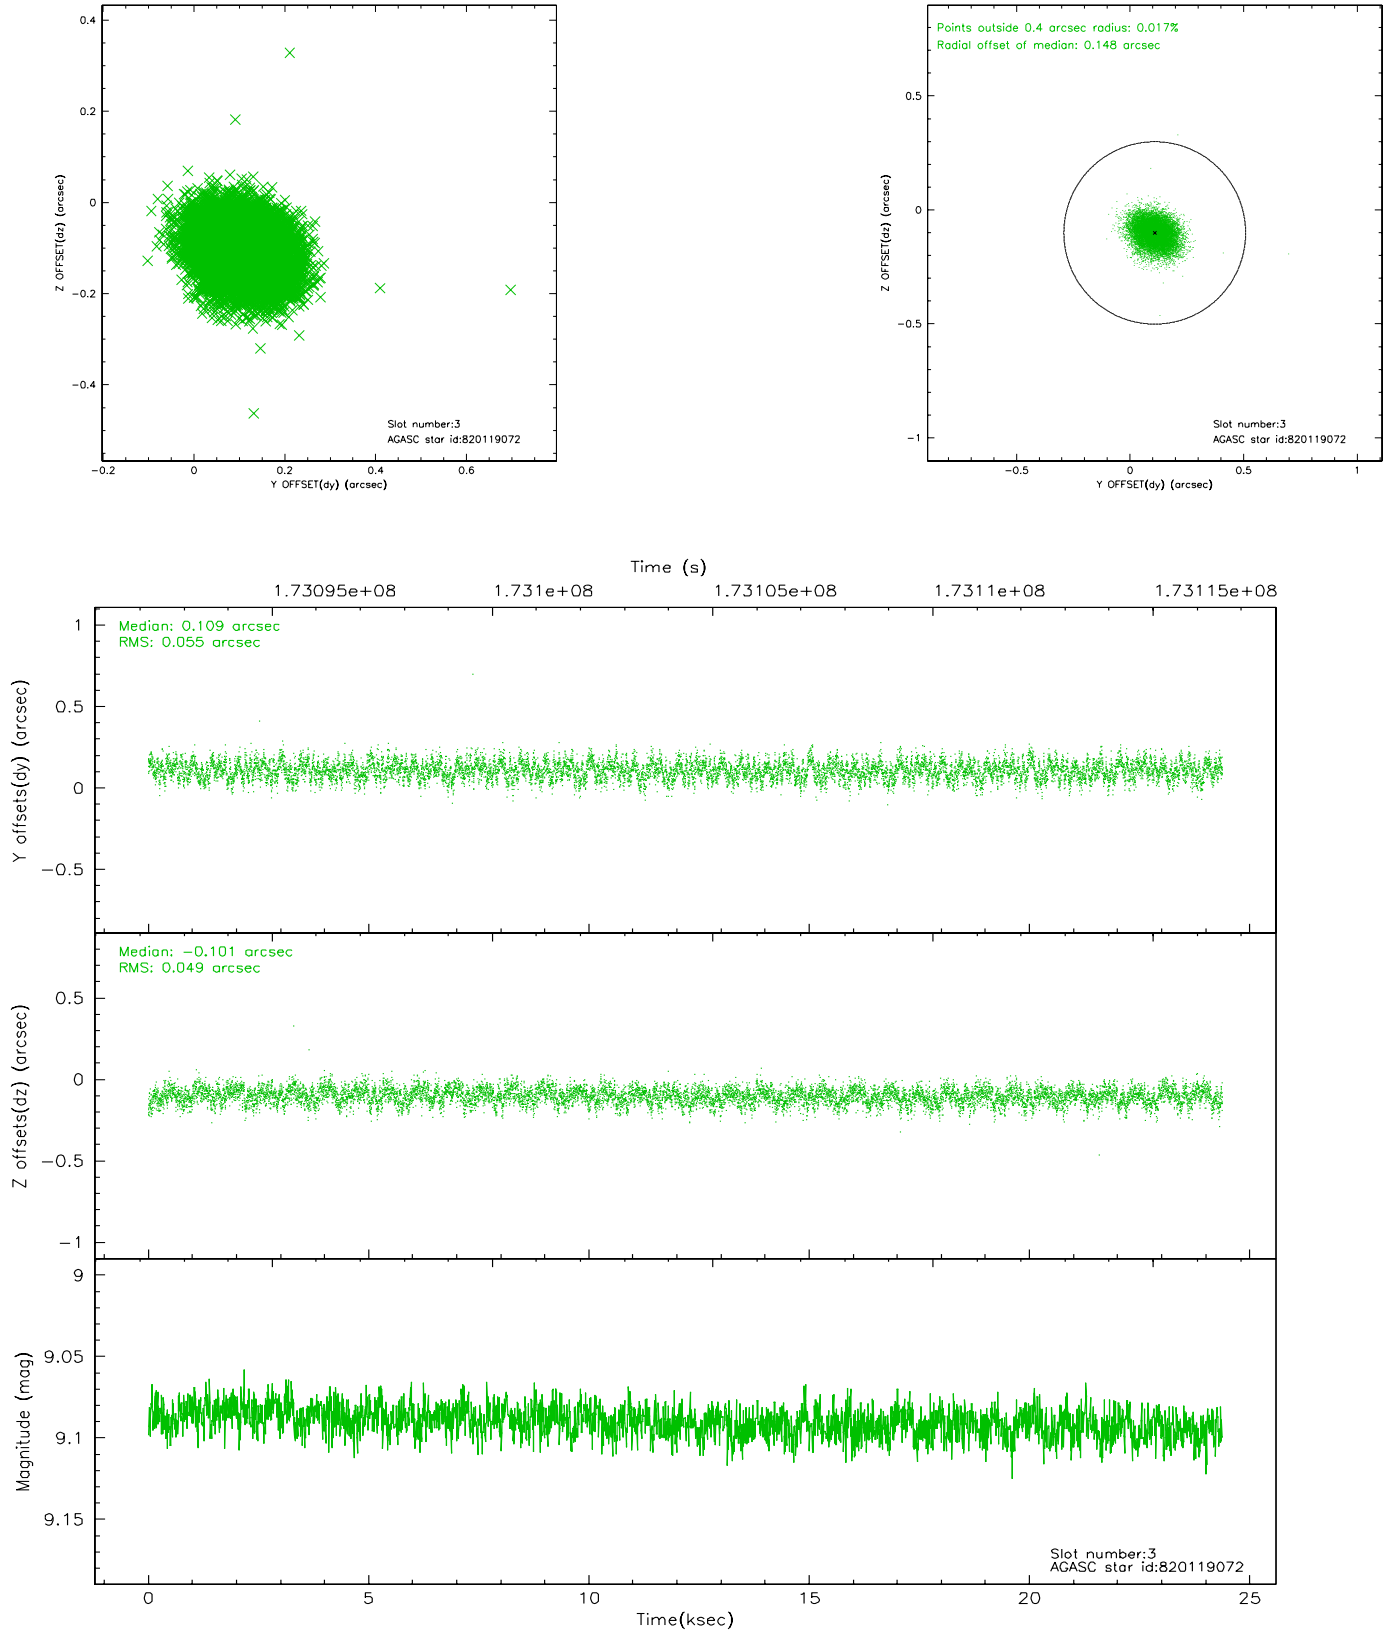 0.4
0.2
0
−0.2
−0.4
Z OFFSET(dz) (arcsec)
Slot number:3
AGASC star id:820119072
−0.2 0 0.2 0.4 0.6
Y OFFSET(dy) (arcsec)
Points outside 0.4 arcsec radius: 0.017%
Radial offset of median: 0.148 arcsec
0.5
0
−0.5
−1
Z OFFSET(dz) (arcsec)
Slot number:3
AGASC star id:820119072
−0.5 0 0.5 1
Y OFFSET(dy) (arcsec)
Time (s)
1.73095e+08 1.731e+08 1.73105e+08 1.7311e+08 1.73115e+08
Median: 0.109 arcsec
RMS: 0.055 arcsec
1
0.5
0
−0.5
Y offsets(dy) (arcsec)
Median: −0.101 arcsec
RMS: 0.049 arcsec
0.5
0
−0.5
−1
Z offsets(dz) (arcsec)
9
9.05
9.1
9.15
Magnitude (mag)
Slot number:3
AGASC star id:820119072
0 5 10 15 20 25
Time(ksec)